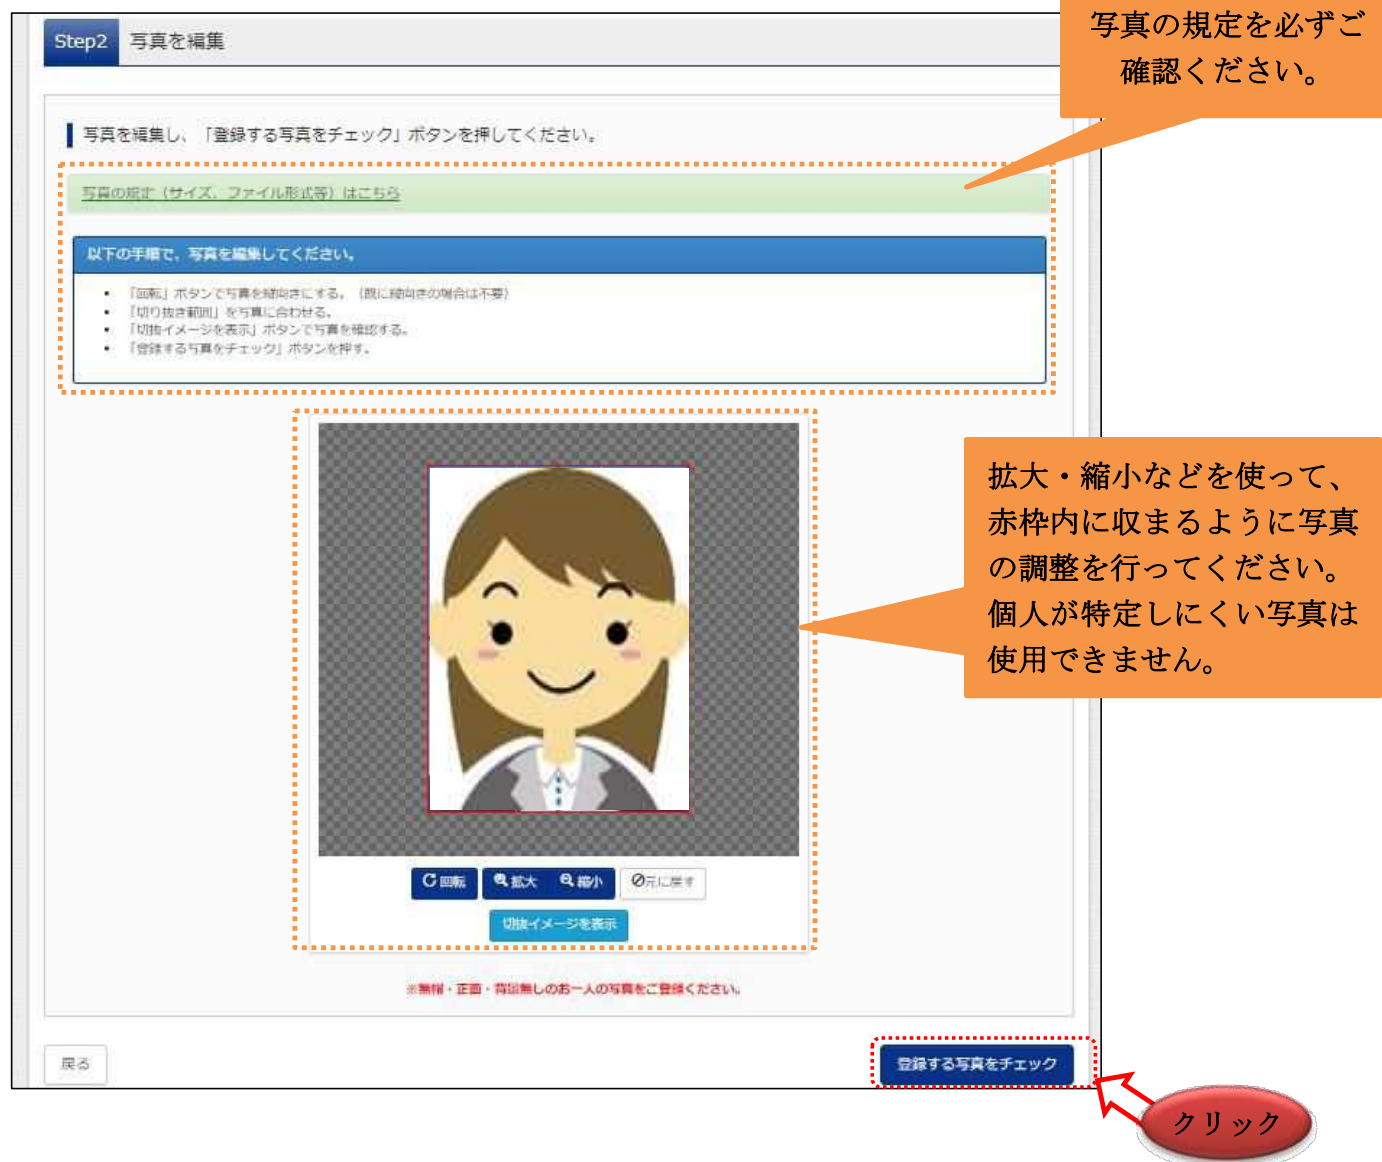 写真の規定を必ずご
確認ください。
Step2 写真を編集
写真を編集し、「登録する写真をチェック」ボタンを押してください。
写真の規定（サイズ、ファイル形式等）はこちら
以下の手順で、写真を編集してください。
• 「回転」ボタンで写真を縦向きにする。（既に縦向きの場合は不要）
• 「切り抜き範囲」を写真に合わせる。
• 「切抜イメージを表示」ボタンで写真を確認する。
• 「登録する写真をチェック」ボタンを押す。
拡大・縮小などを使って、
赤枠内に収まるように写真
の調整を行ってください。
個人が特定しにくい写真は
使用できません。
回転 拡大 縮小 元に戻す
切抜イメージを表示
※無帽・正面・背景無しのお一人の写真をご登録ください。
戻る
登録する写真をチェック
クリック